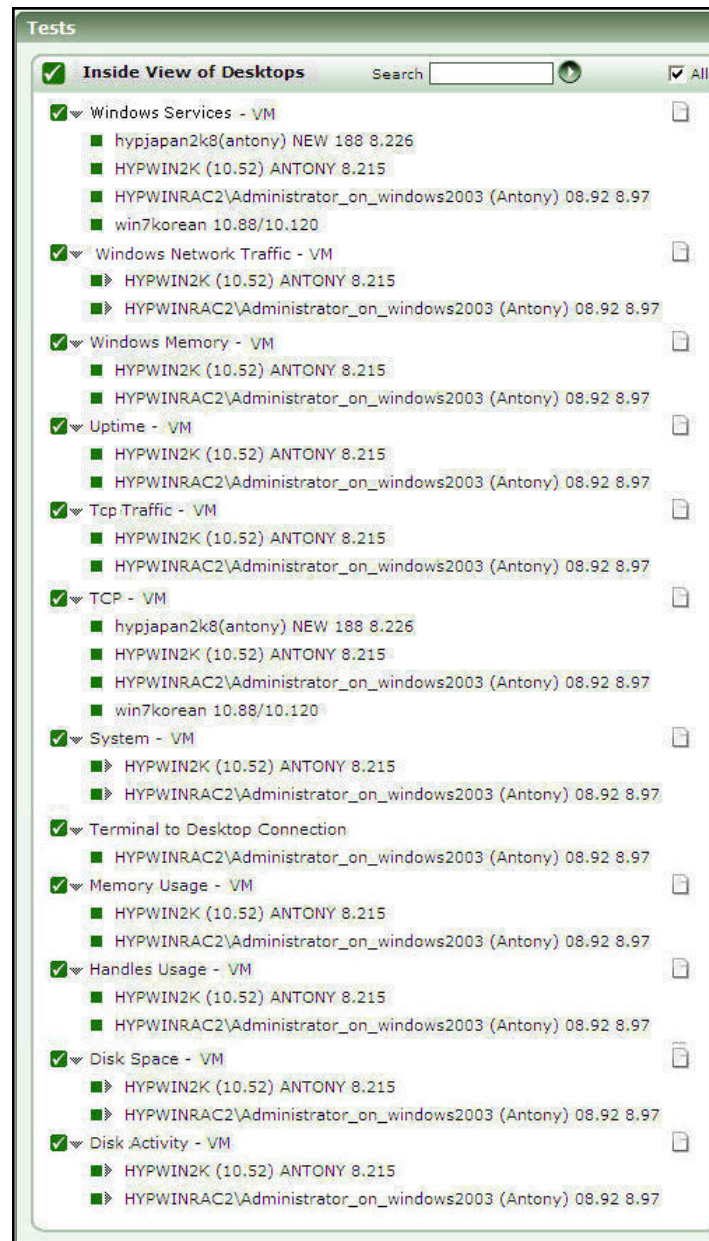 Tests
Inside View of Desktops Search All
Windows Services - VM
hypjapan2k8(antony) NEW 188 8.226
HYPWIN2K (10.52) ANTONY 8.215
HYPWINRAC2\Administrator_on_windows2003 (Antony) 08.92 8.97
win7korean 10.88/10.120
Windows Network Traffic - VM
HYPWIN2K (10.52) ANTONY 8.215
HYPWINRAC2\Administrator_on_windows2003 (Antony) 08.92 8.97
Windows Memory - VM
HYPWIN2K (10.52) ANTONY 8.215
HYPWINRAC2\Administrator_on_windows2003 (Antony) 08.92 8.97
Uptime - VM
HYPWIN2K (10.52) ANTONY 8.215
HYPWINRAC2\Administrator_on_windows2003 (Antony) 08.92 8.97
Tcp Traffic - VM
HYPWIN2K (10.52) ANTONY 8.215
HYPWINRAC2\Administrator_on_windows2003 (Antony) 08.92 8.97
TCP - VM
hypjapan2k8(antony) NEW 188 8.226
HYPWIN2K (10.52) ANTONY 8.215
HYPWINRAC2\Administrator_on_windows2003 (Antony) 08.92 8.97
win7korean 10.88/10.120
System - VM
HYPWIN2K (10.52) ANTONY 8.215
HYPWINRAC2\Administrator_on_windows2003 (Antony) 08.92 8.97
Terminal to Desktop Connection
HYPWINRAC2\Administrator_on_windows2003 (Antony) 08.92 8.97
Memory Usage - VM
HYPWIN2K (10.52) ANTONY 8.215
HYPWINRAC2\Administrator_on_windows2003 (Antony) 08.92 8.97
Handles Usage - VM
HYPWIN2K (10.52) ANTONY 8.215
HYPWINRAC2\Administrator_on_windows2003 (Antony) 08.92 8.97
Disk Space - VM
HYPWIN2K (10.52) ANTONY 8.215
HYPWINRAC2\Administrator_on_windows2003 (Antony) 08.92 8.97
Disk Activity - VM
HYPWIN2K (10.52) ANTONY 8.215
HYPWINRAC2\Administrator_on_windows2003 (Antony) 08.92 8.97